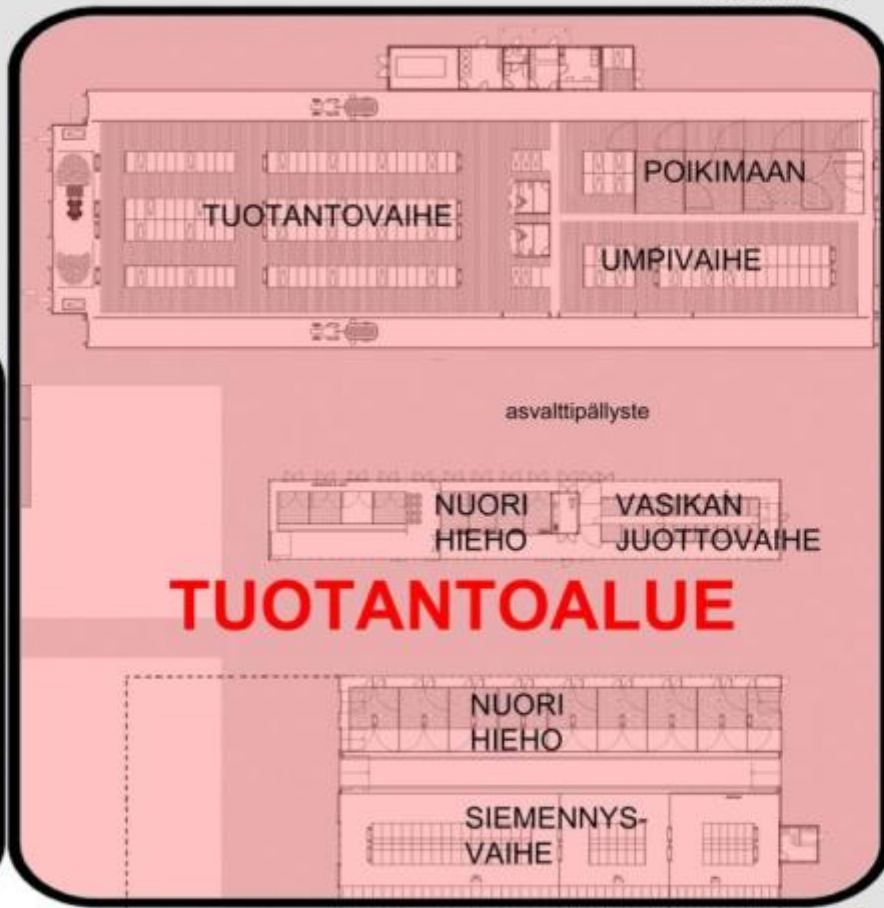 POIKIMAAN
TUOTANTOVAIHE
UMPIVAIHE
asvalttipällyste
NUORI
HIEHO
VASIKAN
JUOTTOVAIHE
TUOTANTOALUE
NUORI
HIEHO
SIEMENNYS-
VAIHE